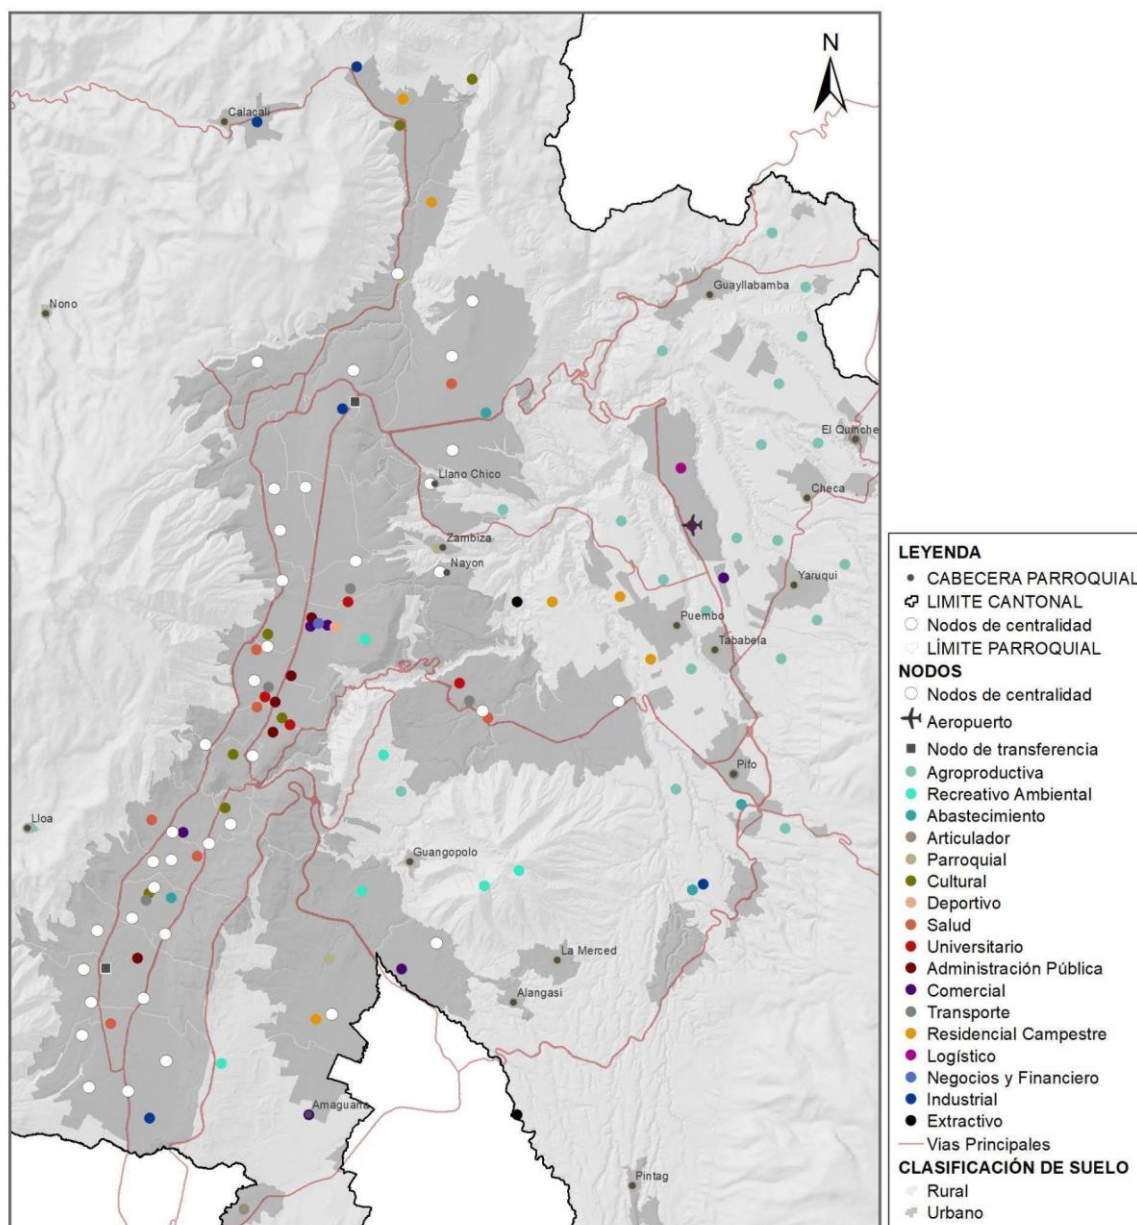 N
Calacali
Nono
Guayllabamba
El Quinche
Llano Chico
Checa
Zambiza
Nayon
Yaruqui
Puembo
Tababela
Pifo
Lloa
Guangopolo
La Merced
Alangasi
Amaguaña
Pintag
LEYENDA
CABECERA PARROQUIAL
LIMITE CANTONAL
Nodos de centralidad
LÍMITE PARROQUIAL
NODOS
Nodos de centralidad
Aeropuerto
Nodo de transferencia
Agroproductiva
Recreativo Ambiental
Abastecimiento
Articulador
Parroquial
Cultural
Deportivo
Salud
Universitario
Administración Pública
Comercial
Transporte
Residencial Campestre
Logístico
Negocios y Financiero
Industrial
Extractivo
Vias Principales
CLASIFICACIÓN DE SUELO
Rural
Urbano